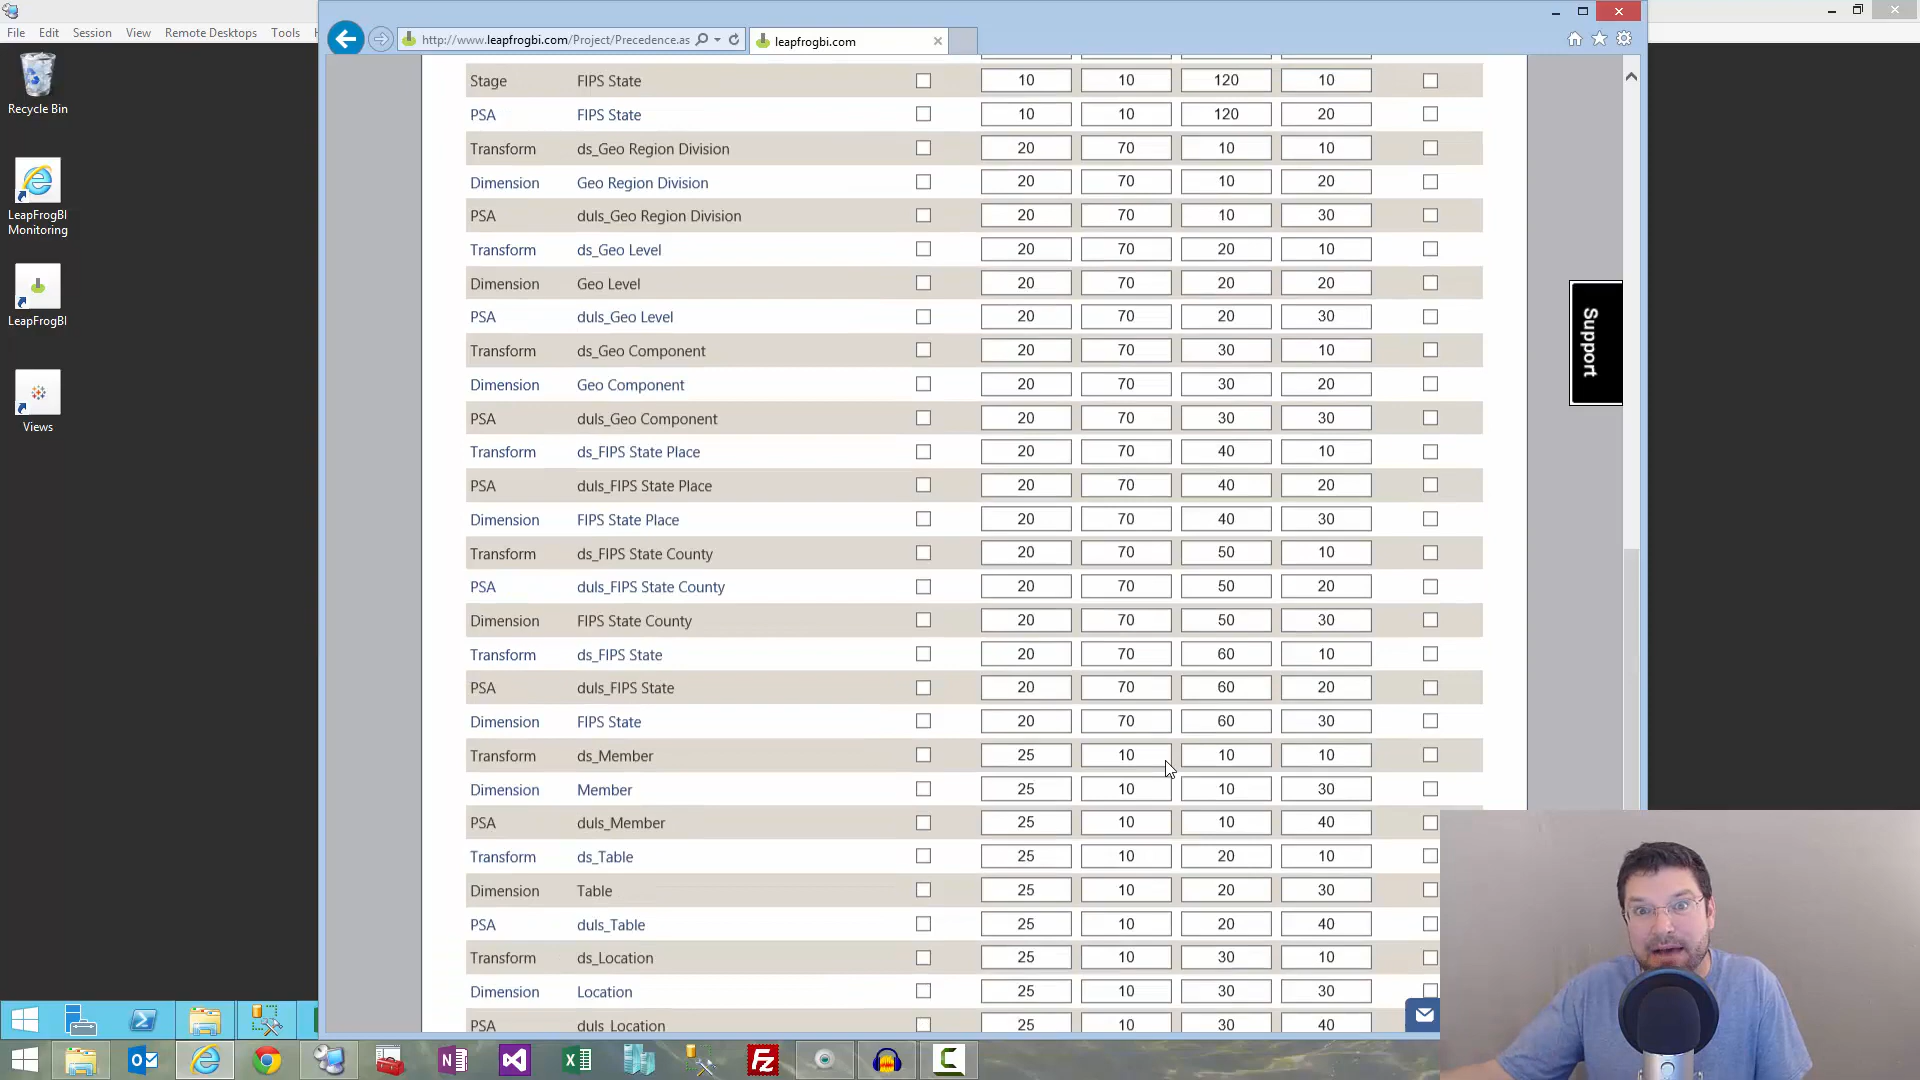 File Edit Session View Remote Desktops Tools
http://www.leapfrogbi.com/Project/Precedence.as
leapfrogbi.com
Recycle Bin
LeapFrogBI
Monitoring
LeapFrogBI
Views
Stage FIPS State 10 10 120 10
PSA FIPS State 10 10 120 20
Transform ds_Geo Region Division 20 70 10 10
Dimension Geo Region Division 20 70 10 20
PSA duls_Geo Region Division 20 70 10 30
Transform ds_Geo Level 20 70 20 10
Dimension Geo Level 20 70 20 20
PSA duls_Geo Level 20 70 20 30
Transform ds_Geo Component 20 70 30 10
Dimension Geo Component 20 70 30 20
PSA duls_Geo Component 20 70 30 30
Transform ds_FIPS State Place 20 70 40 10
PSA duls_FIPS State Place 20 70 40 20
Dimension FIPS State Place 20 70 40 30
Transform ds_FIPS State County 20 70 50 10
PSA duls_FIPS State County 20 70 50 20
Dimension FIPS State County 20 70 50 30
Transform ds_FIPS State 20 70 60 10
PSA duls_FIPS State 20 70 60 20
Dimension FIPS State 20 70 60 30
Transform ds_Member 25 10 10 10
Dimension Member 25 10 10 30
PSA duls_Member 25 10 10 40
Transform ds_Table 25 10 20 10
Dimension Table 25 10 20 30
PSA duls_Table 25 10 20 40
Transform ds_Location 25 10 30 10
Dimension Location 25 10 30 30
PSA duls_Location 25 10 30 40
Support